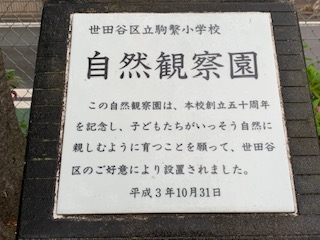 世田谷区立駒繋小学校
自然観察園
この自然観察園は、本校創立五十周年
を記念し、子どもたちがいっそう自然に
親しむように育つことを願って、世田谷
区のご好意により設置されました。
平成3年10月31日